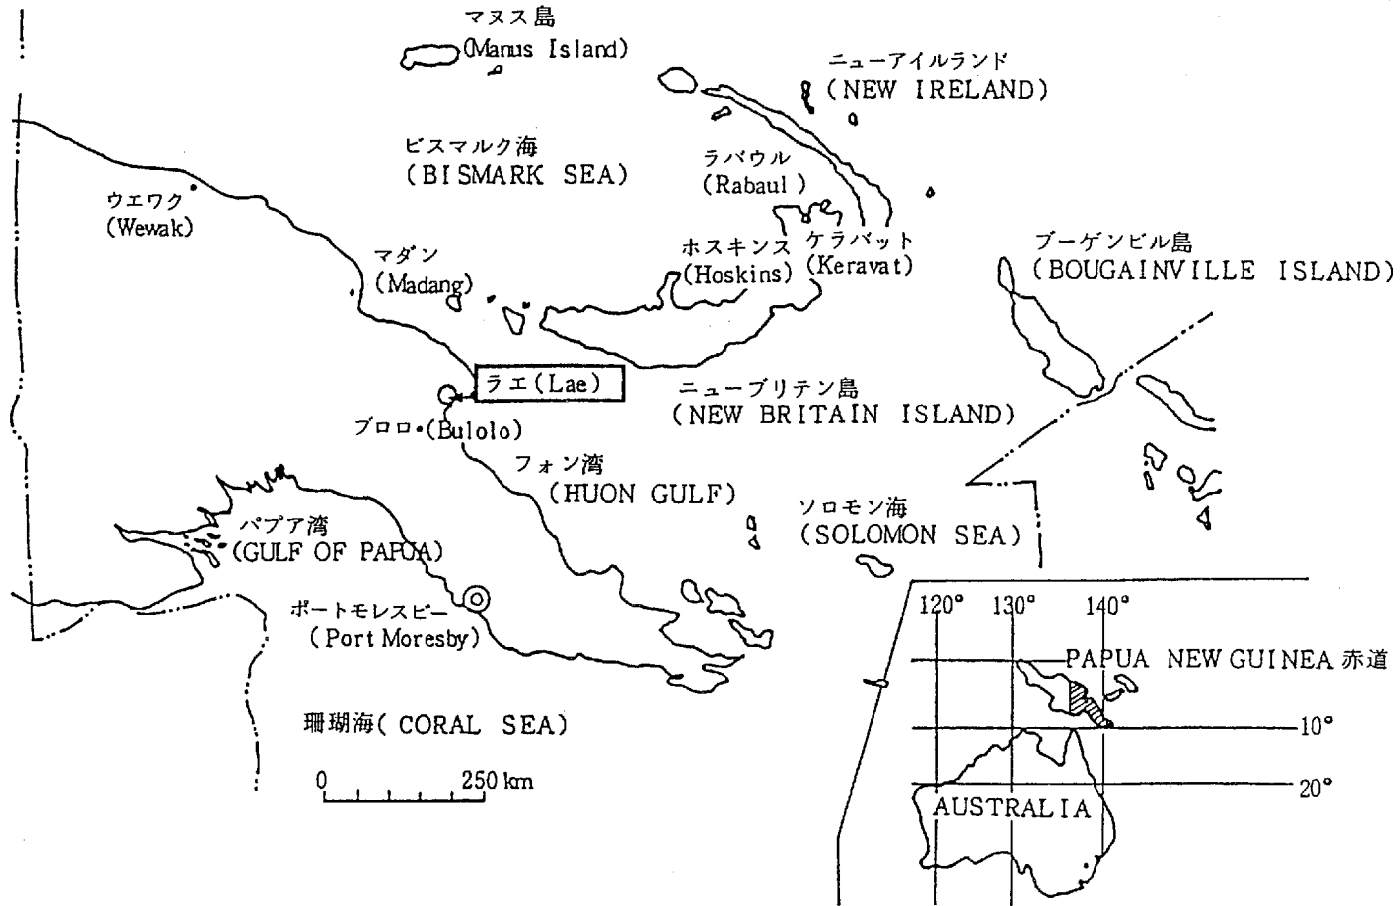 マヌス島
(Manus Island)
ニューアイルランド
(NEW IRELAND)
ビスマルク海
(BISMARK SEA)
ラバウル
(Rabaul)
ウエワク
(Wewak)
マダン
(Madang)
ホスキンス
(Hoskins)
ケラバット
(Keravat)
ブーゲンビル島
(BOUGAINVILLE ISLAND)
ラエ(Lae)
ニューブリテン島
(NEW BRITAIN ISLAND)
ブロロ・(Bulolo)
フォン湾
(HUON GULF)
ソロモン海
(SOLOMON SEA)
パプア湾
(GULF OF PAPUA)
ポートモレスビー
(Port Moresby)
珊瑚海(CORAL SEA)
0 250km
120° 130° 140°
PAPUA NEW GUINEA 赤道
10°
20°
AUSTRALIA